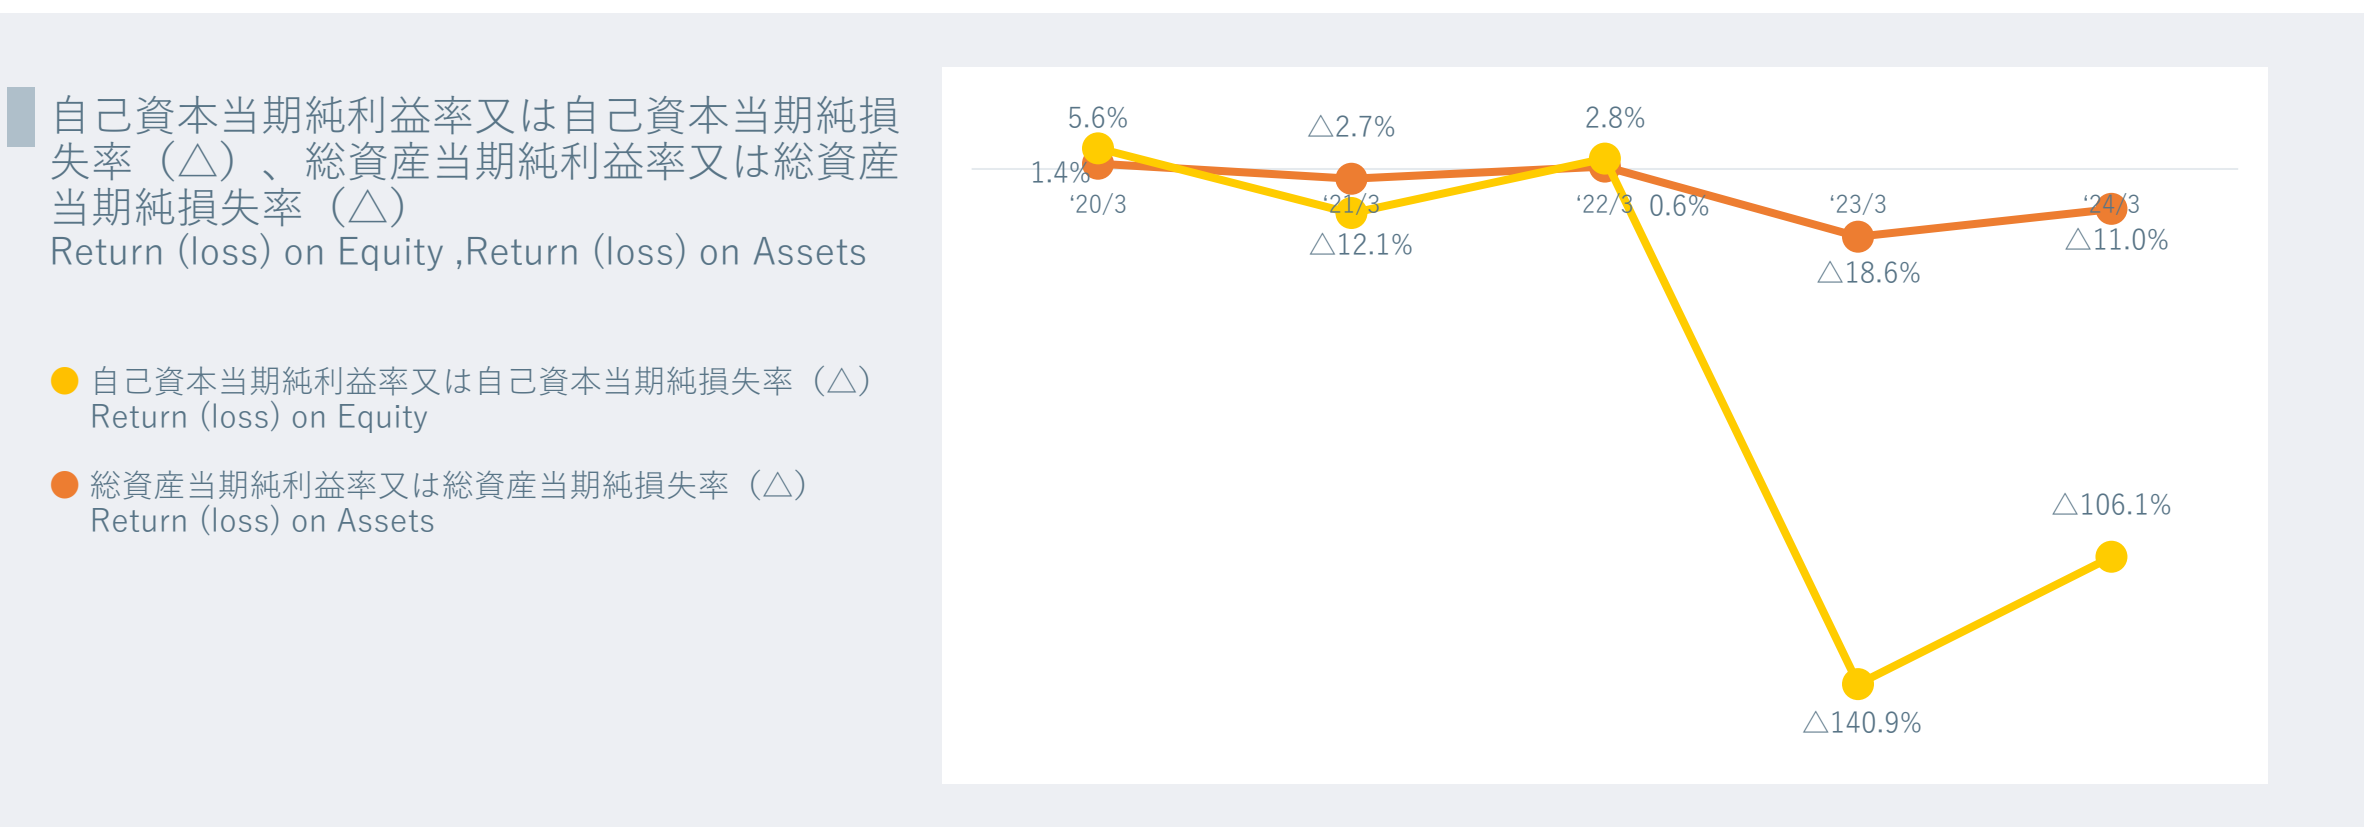 自己資本当期純利益率又は自己資本当期純損
失率（△）、総資産当期純利益率又は総資産
当期純損失率（△）
Return (loss) on Equity ,Return (loss) on Assets
自己資本当期純利益率又は自己資本当期純損失率（△）
Return (loss) on Equity
総資産当期純利益率又は総資産当期純損失率（△）
Return (loss) on Assets
5.6%
△2.7%
2.8%
1.4%
‘20/3
‘21/3
‘22/3
0.6%
‘23/3
‘24/3
△12.1%
△11.0%
△18.6%
△106.1%
△140.9%